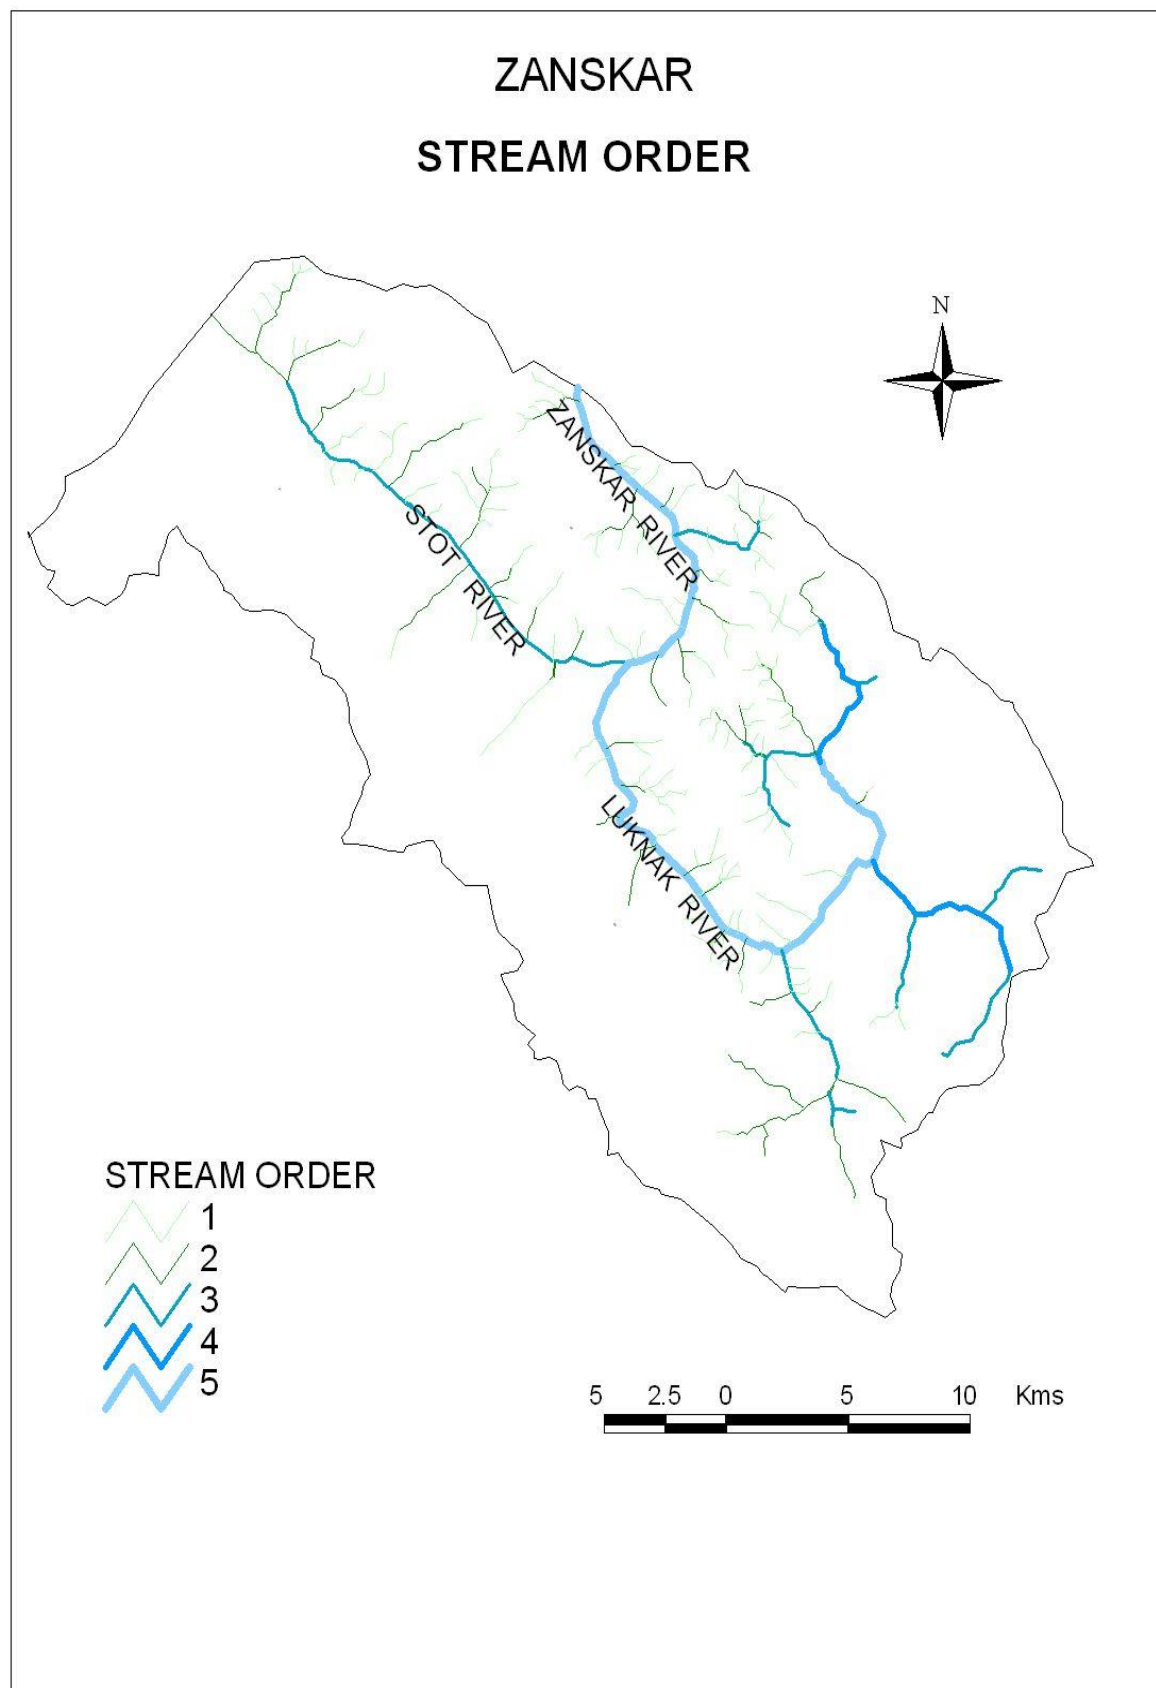 ZANSKAR
STREAM ORDER
N
ZANSKAR RIVER
STOT RIVER
LUKNAK RIVER
STREAM ORDER
1
2
3
4
5
5 2.5 0 5 10 Kms